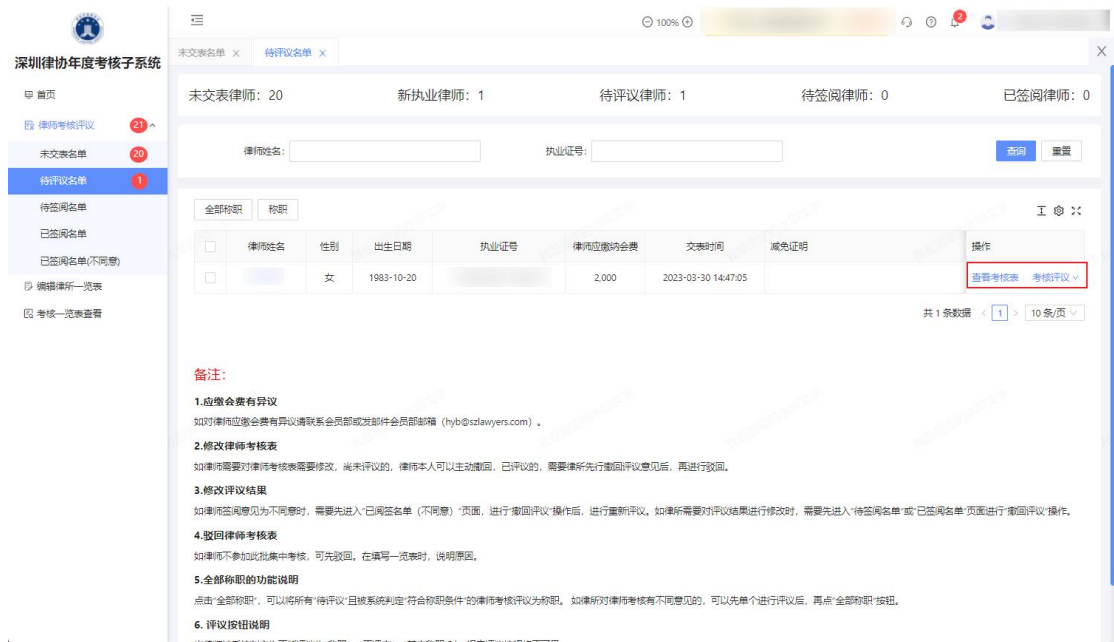 100%
2
深圳律协年度考核子系统
未交表名单 ×
待评议名单 ×
首页
律师考核评议 21
未交表名单 20
待评议名单 1
待签阅名单
已签阅名单
已签阅名单(不同意)
编辑律所一览表
考核一览表查看
未交表律师：20 新执业律师：1 待评议律师：1 待签阅律师：0 已签阅律师：0
律师姓名: 执业证号: 查询 重置
全部称职 称职
律师姓名 性别 出生日期 执业证号 律师应缴纳会费 交表时间 减免证明 操作
女 1983-10-20 2,000 2023-03-30 14:47:05 查看考核表 考核评议
共 1 条数据 < 1 > 10 条/页
备注：
1.应缴会费有异议
如对律师应缴会费有异议请联系会员部或发邮件会员部邮箱（hyb@szlawyers.com）。
2.修改律师考核表
如律师需要对律师考核表需要修改，尚未评议的，律师本人可以主动撤回，已评议的，需要律所先行撤回评议意见后，再进行驳回。
3.修改评议结果
如律师签阅意见为不同意时，需要先进入“已阅签名单（不同意）”页面，进行“撤回评议”操作后，进行重新评议。如律所需要对评议结果进行修改时，需要先进入“待签阅名单”或“已签阅名单”页面进行“撤回评议”操作。
4.驳回律师考核表
如律师不参加此批集中考核，可先驳回。在填写一览表时，说明原因。
5.全部称职的功能说明
点击“全部称职”，可以将所有“待评议”且被系统判定“符合称职条件”的律师考核评议为称职。 如律所对律师考核有不同意见的，可以先单个进行评议后，再点“全部称职”按钮。
6. 评议按钮说明